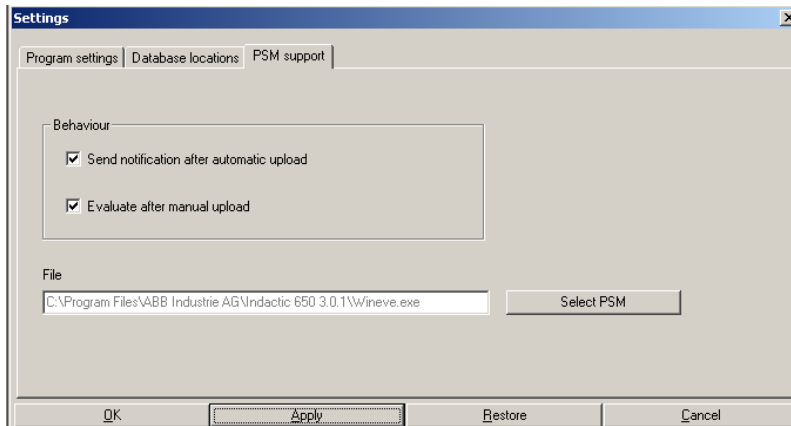 Settings
Program settings Database locations PSM support
Behaviour
Send notification after automatic upload
Evaluate after manual upload
File
C:\Program Files\ABB Industrie AG\Indactic 650 3.0.1\Wineve.exe Select PSM
OK Apply Restore Cancel